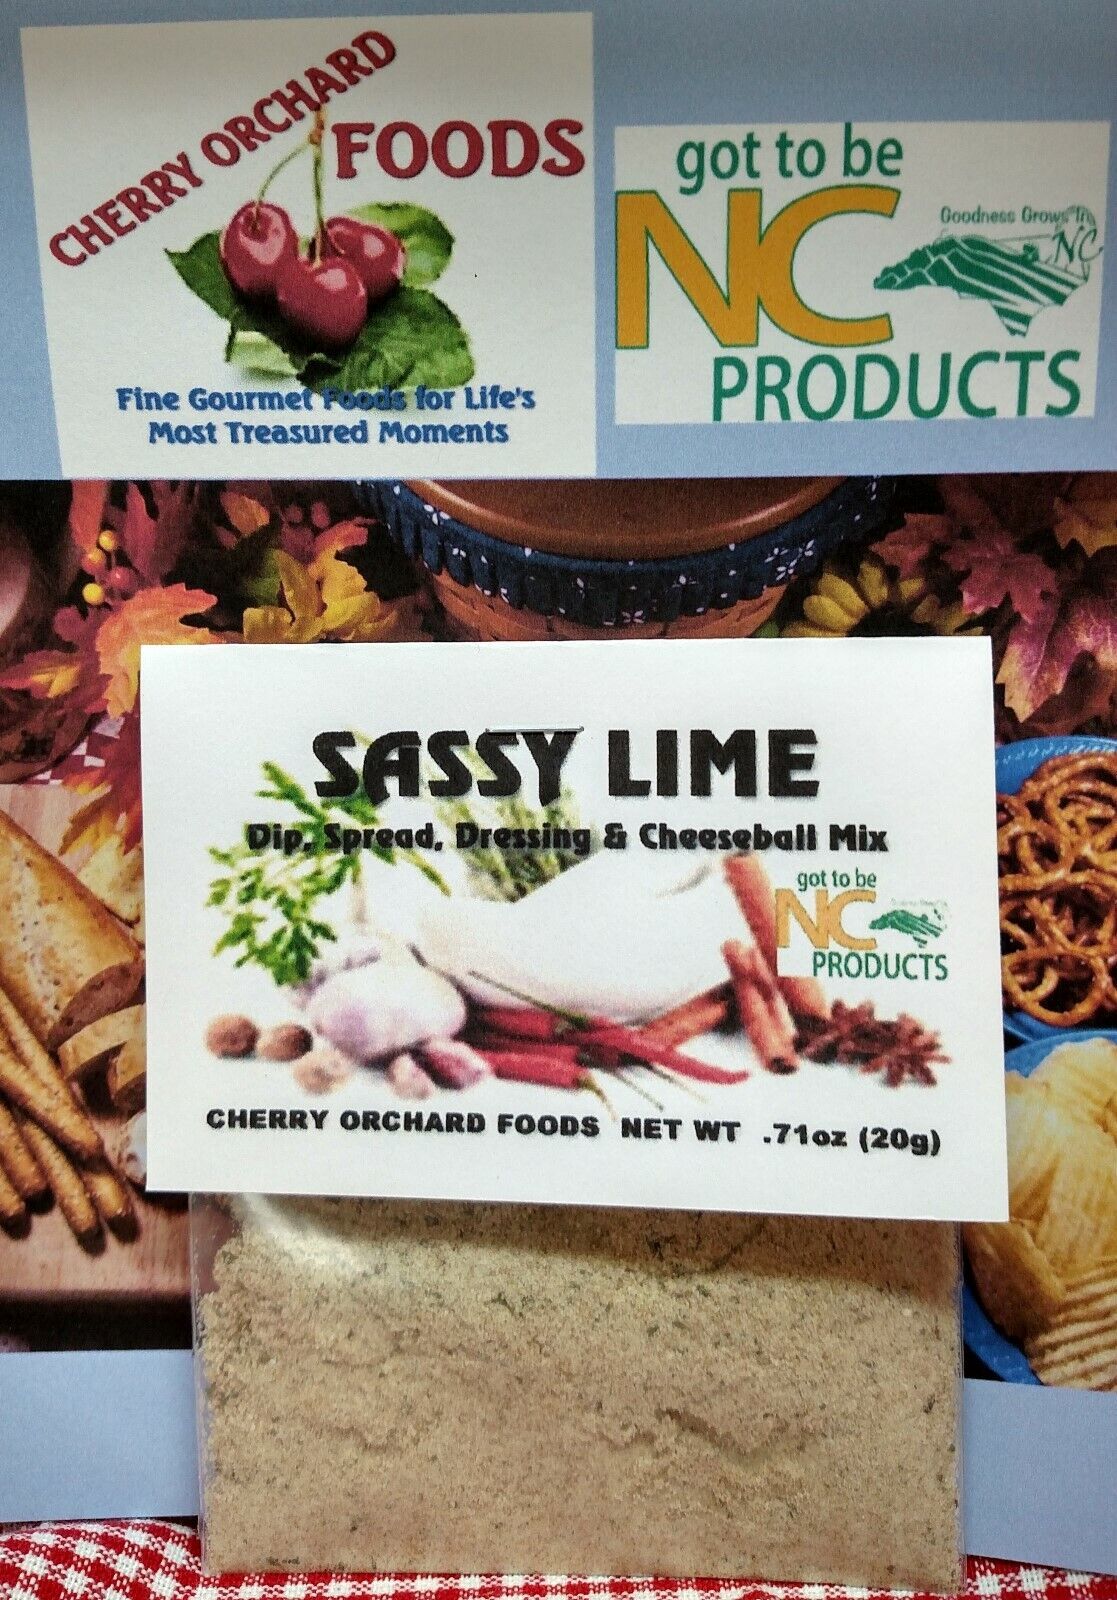 CHERRY ORCHARD FOODS
Fine Gourmet Foods for Life's
Most Treasured Moments
got to be
NC
Goodness Grows In
NC
PRODUCTS
SASSY LIME
Dip, Spread, Dressing & Cheeseball Mix
got to be
NC
PRODUCTS
CHERRY ORCHARD FOODS NET WT .71oz (20g)